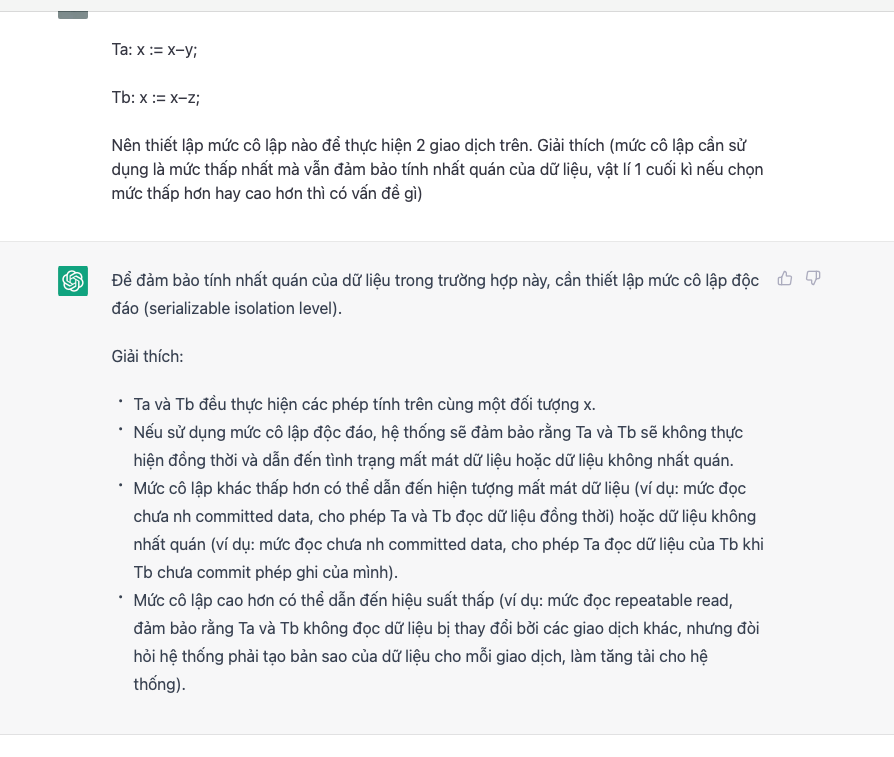 Ta: x := x–y;
Tb: x := x–z;
Nên thiết lập mức cô lập nào để thực hiện 2 giao dịch trên. Giải thích (mức cô lập cần sử
dụng là mức thấp nhất mà vẫn đảm bảo tính nhất quán của dữ liệu, vật lí 1 cuối kì nếu chọn
mức thấp hơn hay cao hơn thì có vấn đề gì)
Để đảm bảo tính nhất quán của dữ liệu trong trường hợp này, cần thiết lập mức cô lập độc
đáo (serializable isolation level).
Giải thích:
• Ta và Tb đều thực hiện các phép tính trên cùng một đối tượng x.
• Nếu sử dụng mức cô lập độc đáo, hệ thống sẽ đảm bảo rằng Ta và Tb sẽ không thực
hiện đồng thời và dẫn đến tình trạng mất mát dữ liệu hoặc dữ liệu không nhất quán.
• Mức cô lập khác thấp hơn có thể dẫn đến hiện tượng mất mát dữ liệu (ví dụ: mức đọc
chưa nh committed data, cho phép Ta và Tb đọc dữ liệu đồng thời) hoặc dữ liệu không
nhất quán (ví dụ: mức đọc chưa nh committed data, cho phép Ta đọc dữ liệu của Tb khi
Tb chưa commit phép ghi của mình).
• Mức cô lập cao hơn có thể dẫn đến hiệu suất thấp (ví dụ: mức đọc repeatable read,
đảm bảo rằng Ta và Tb không đọc dữ liệu bị thay đổi bởi các giao dịch khác, nhưng đòi
hỏi hệ thống phải tạo bản sao của dữ liệu cho mỗi giao dịch, làm tăng tải cho hệ
thống).